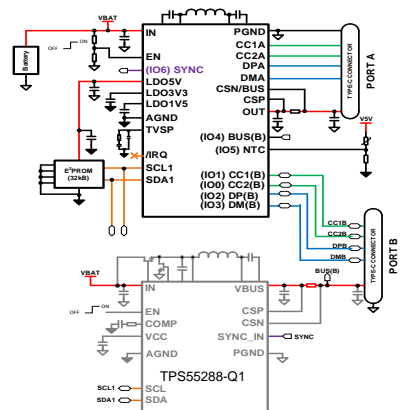 VBAT
OFF
ON
Battery
IN
EN
(IO6) SYNC
LDO5V
LDO3V3
LDO1V5
AGND
TVSP
/IRQ
SCL1
SDA1
E²PROM
(32kB)
PGND
CC1A
CC2A
DPA
DMA
CSN/BUS
CSP
OUT
(IO4) BUS(B)
(IO5) NTC
(IO1) CC1(B)
(IO0) CC2(B)
(IO2) DP(B)
(IO3) DM(B)
TYPE-C CONNECTOR
PORT A
V5V
CC1B
CC2B
DPB
DMB
TYPE-C CONNECTOR
PORT B
VBAT
OFF
ON
IN
EN
COMP
VCC
AGND
SCL1
SCL
SDA1
SDA
VBUS
CSP
CSN
SYNC_IN
PGND
BUS(B)
SYNC
TPS55288-Q1